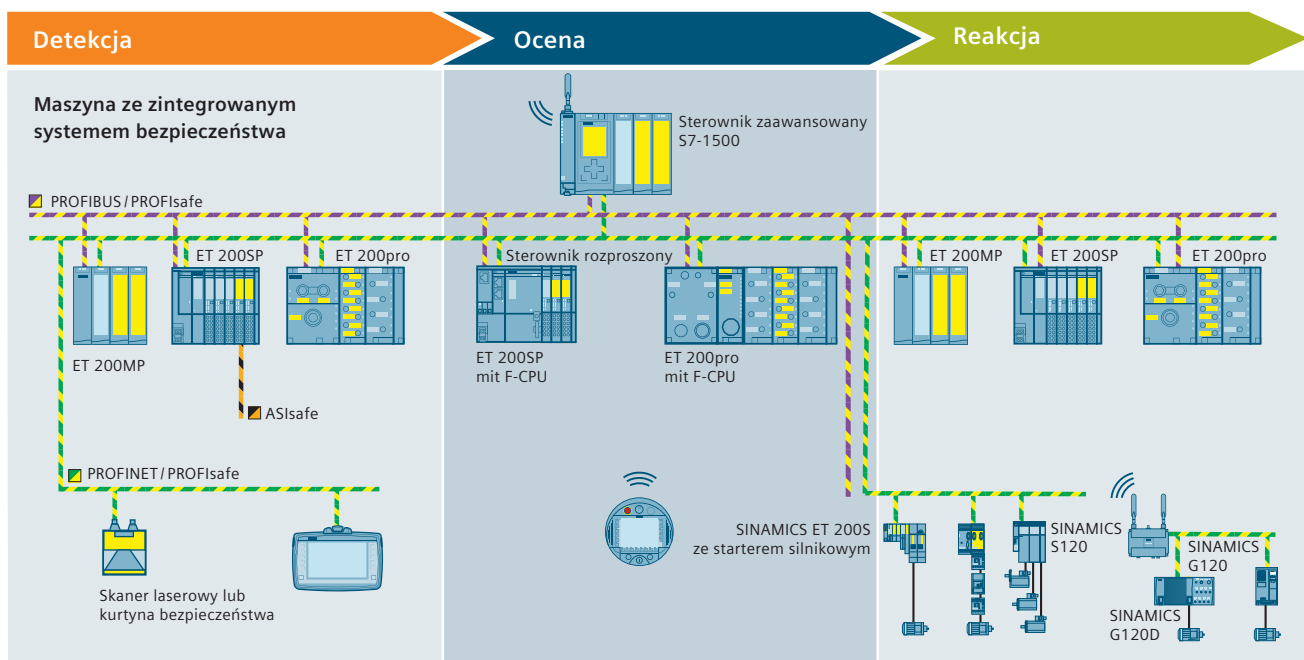 Detekcja
Ocena
Reakcja
Maszyna ze zintegrowanym
systemem bezpieczeństwa
Sterownik zaawansowany
S7-1500
PROFIBUS/PROFIsafe
ET 200SP
ET 200pro
Sterownik rozproszony
ET 200MP
ET 200SP
ET 200pro
ET 200MP
ET 200SP
mit F-CPU
ET 200pro
mit F-CPU
ASIsafe
PROFINET/PROFIsafe
Skaner laserowy lub
kurtyna bezpieczeństwa
SINAMICS ET 200S
ze starterem silnikowym
SINAMICS
S120
SINAMICS
G120
SINAMICS
G120D